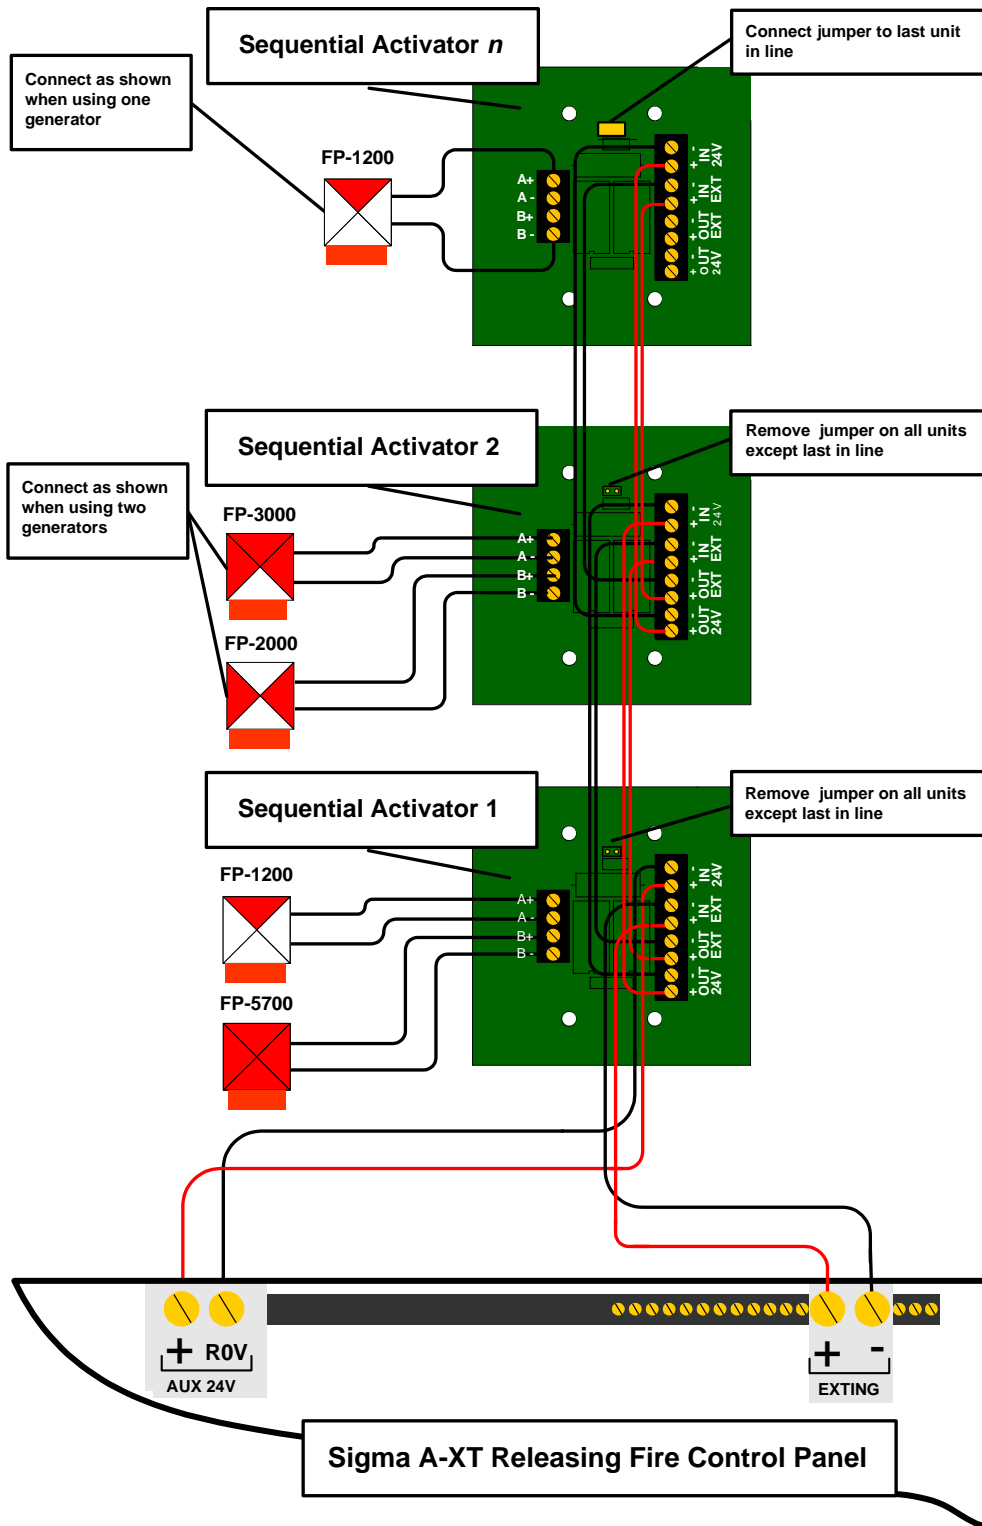 Sequential Activator n
Connect jumper to last unit
in line
Connect as shown
when using one
generator
FP-1200
A+
A -
B+
B -
- + IN 24V
- + IN EXT
- + OUT EXT
- + OUT 24V
Sequential Activator 2
Remove jumper on all units
except last in line
Connect as shown
when using two
generators
FP-3000
FP-2000
A+
A -
B+
B -
- + IN 24V
- + IN EXT
- + OUT EXT
- + OUT 24V
Sequential Activator 1
Remove jumper on all units
except last in line
FP-1200
FP-5700
A+
A -
B+
B -
- + IN 24V
- + IN EXT
- + OUT EXT
- + OUT 24V
+ R0V
AUX 24V
+ -
EXTING
Sigma A-XT Releasing Fire Control Panel